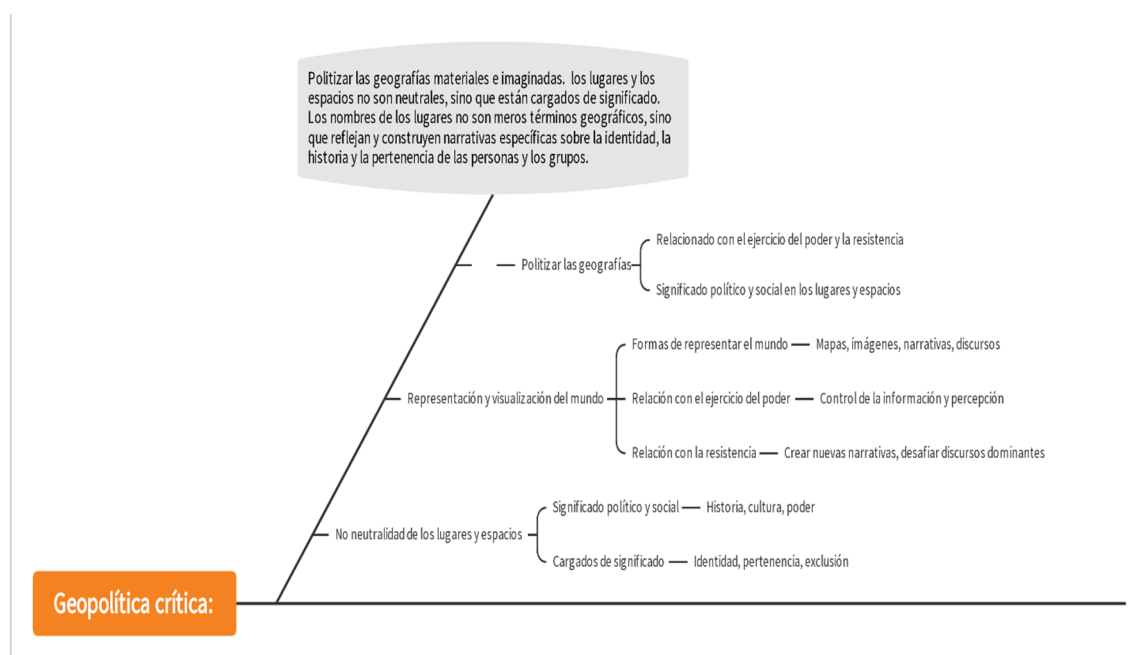 Politizar las geografías materiales e imaginadas. los lugares y los
espacios no son neutrales, sino que están cargados de significado.
Los nombres de los lugares no son meros términos geográficos, sino
que reflejan y construyen narrativas específicas sobre la identidad, la
historia y la pertenencia de las personas y los grupos.
Relacionado con el ejercicio del poder y la resistencia
Politizar las geografías
Significado político y social en los lugares y espacios
Formas de representar el mundo
Mapas, imágenes, narrativas, discursos
Representación y visualización del mundo
Relación con el ejercicio del poder
Control de la información y percepción
Relación con la resistencia
Crear nuevas narrativas, desafiar discursos dominantes
Significado político y social
Historia, cultura, poder
No neutralidad de los lugares y espacios
Cargados de significado
Identidad, pertenencia, exclusión
Geopolítica crítica: